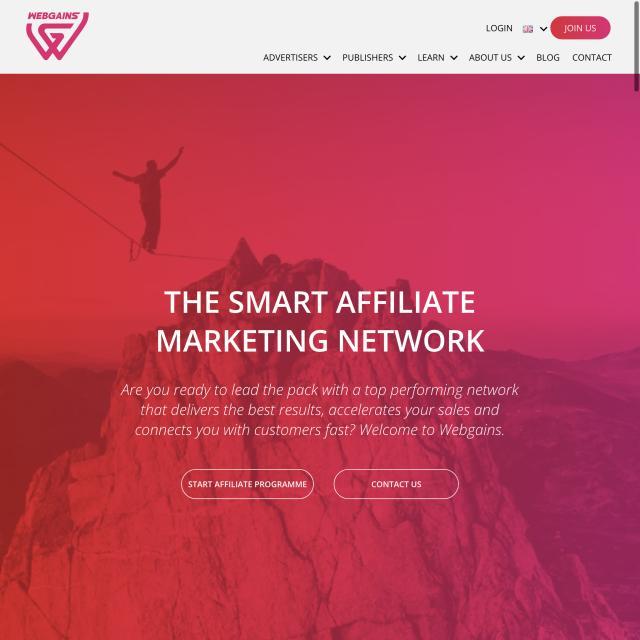 WEBGAINS
LOGIN
JOIN US
ADVERTISERS PUBLISHERS LEARN ABOUT US BLOG CONTACT
THE SMART AFFILIATE
MARKETING NETWORK
Are you ready to lead the pack with a top performing network
that delivers the best results, accelerates your sales and
connects you with customers fast? Welcome to Webgains.
START AFFILIATE PROGRAMME
CONTACT US